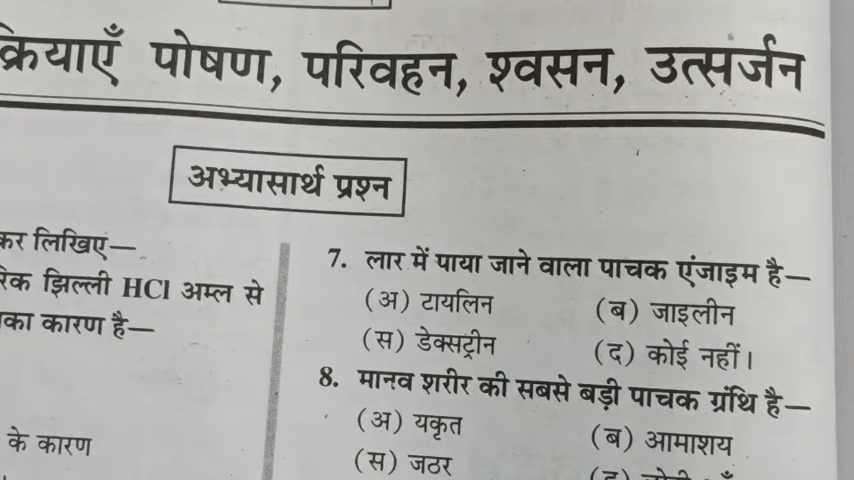 क्रियाएँ पोषण, परिवहन, श्वसन, उत्सर्जन
अभ्यासार्थ प्रश्न
कर लिखिए—
रिक झिल्ली HCl अम्ल से
का कारण है—
के कारण
7. लार में पाया जाने वाला पाचक एंजाइम है—
(अ) टायलिन (ब) जाइलीन
(स) डेक्सट्रीन (द) कोई नहीं।
8. मानव शरीर की सबसे बड़ी पाचक ग्रंथि है—
(अ) यकृत (ब) आमाशय
(स) जठर